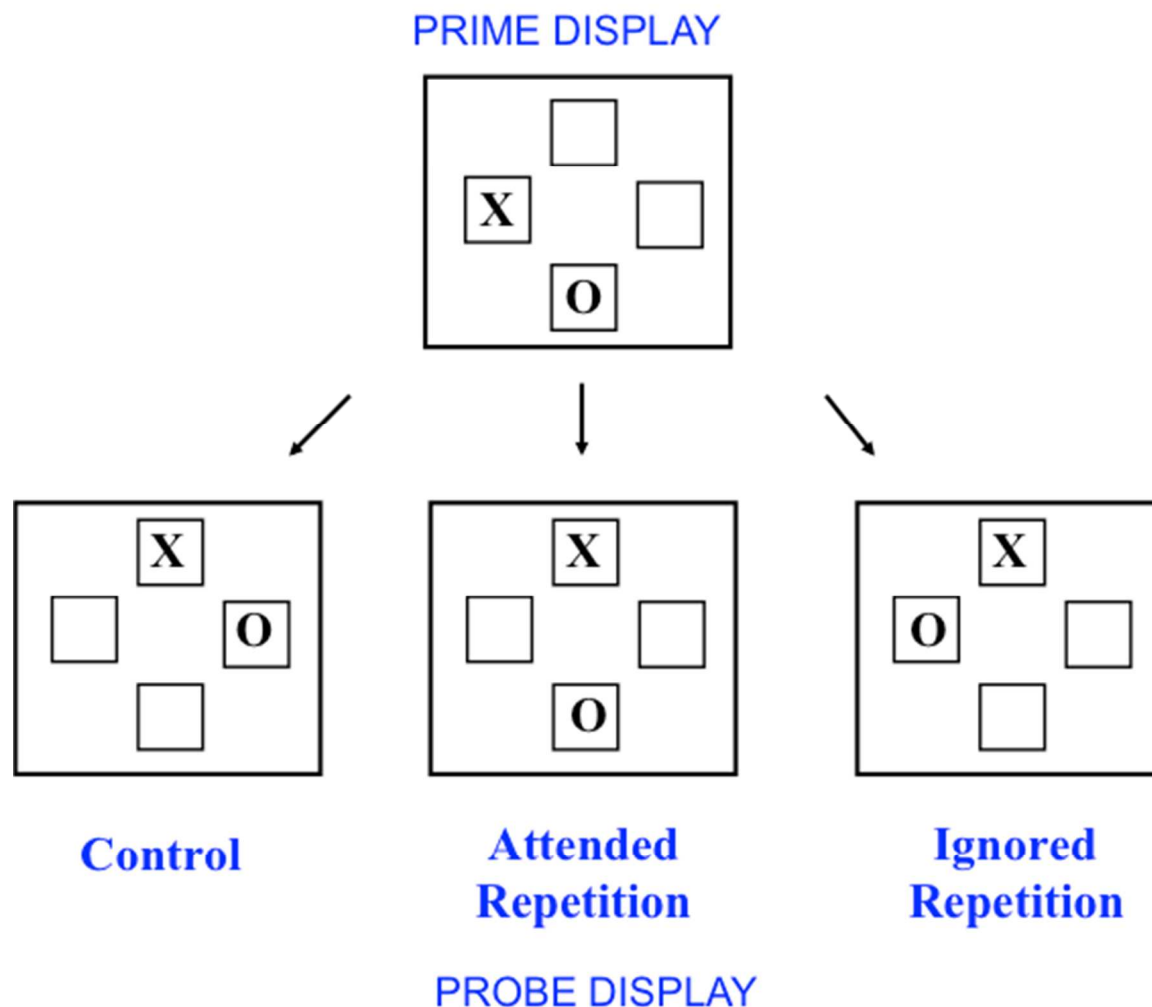 PRIME DISPLAY
X
O
X
O
X
O
X
O
Control
Attended
Repetition
Ignored
Repetition
PROBE DISPLAY